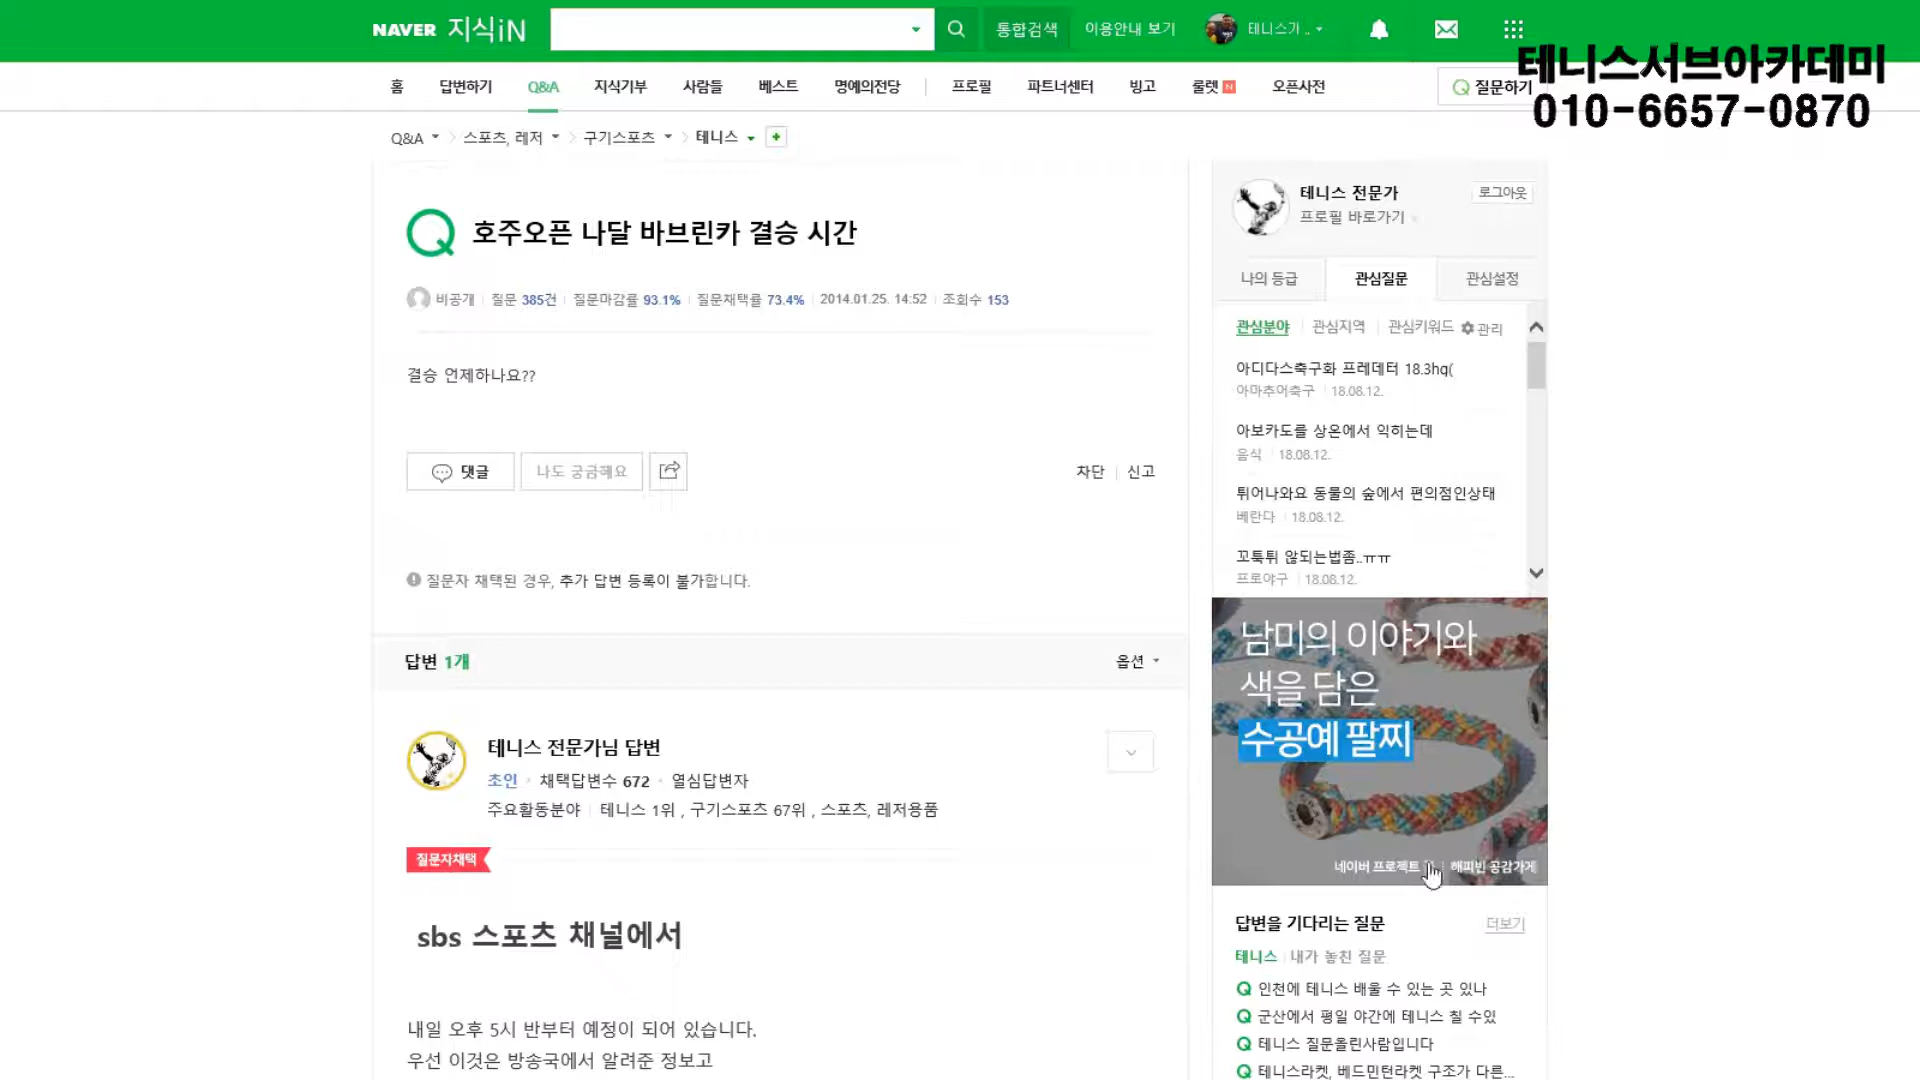 NAVER 지식iN
통합검색
이용안내 보기
테니스가 ..
테니스서브아카데미
010-6657-0870
홈 답변하기 Q&A 지식기부 사람들 베스트 명예의전당 프로필 파트너센터 빙고 룰렛 N 오픈사전
질문하기
Q&A 스포츠, 레저 구기스포츠 테니스
호주오픈 나달 바브린카 결승 시간
비공개 질문 385건 질문마감률 93.1% 질문채택률 73.4% 2014.01.25. 14:52 조회수 153
결승 언제하나요??
댓글 나도 궁금해요 차단 신고
질문자 채택된 경우, 추가 답변 등록이 불가합니다.
답변 1개 옵션
테니스 전문가님 답변
초인 채택답변수 672 열심답변자
주요활동분야 테니스 1위 , 구기스포츠 67위 , 스포츠, 레저용품
질문자채택
sbs 스포츠 채널에서
내일 오후 5시 반부터 예정이 되어 있습니다.
우선 이것은 방송국에서 알려준 정보고
테니스 전문가 로그아웃
프로필 바로가기
나의 등급 관심질문 관심설정
관심분야 관심지역 관심키워드 관리
아디다스축구화 프레데터 18.3hg(
아마추어축구 18.08.12.
아보카도를 상온에서 익히는데
음식 18.08.12.
튀어나와요 동물의 숲에서 편의점인상태
베란다 18.08.12.
꼬툭튀 않되는법좀..ㅠㅠ
프로야구 18.08.12.
남미의 이야기와
색을 담은
수공예 팔찌
네이버 프로젝트 해피빈 공감가게
답변을 기다리는 질문 더보기
테니스 내가 놓친 질문
인천에 테니스 배울 수 있는 곳 있나
군산에서 평일 야간에 테니스 칠 수있
테니스 질문올린사람입니다
테니스라켓, 베드민턴라켓 구조가 다른...